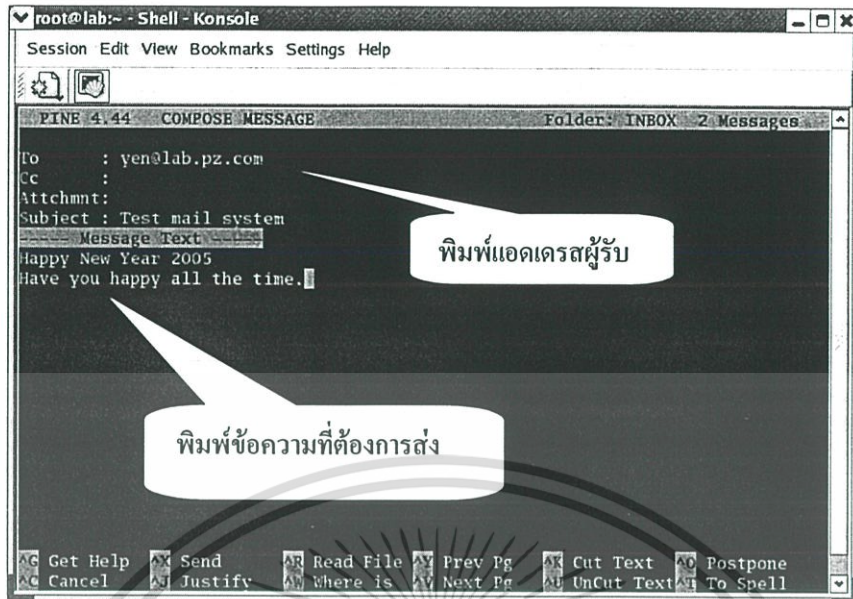 root@lab:~ - Shell - Konsole
Session Edit View Bookmarks Settings Help
PINE 4.44 COMPOSE MESSAGE Folder: INBOX 2 Messages
To : yen@lab.pz.com
Cc :
Attchmnt:
Subject : Test mail system
----- Message Text -----
Happy New Year 2005
Have you happy all the time.
พิมพ์แอดเดรสผู้รับ
พิมพ์ข้อความที่ต้องการส่ง
^G Get Help ^X Send ^R Read File ^Y Prev Pg ^K Cut Text ^O Postpone
^C Cancel ^J Justify ^W Where is ^V Next Pg ^U UnCut Text ^T To Spell